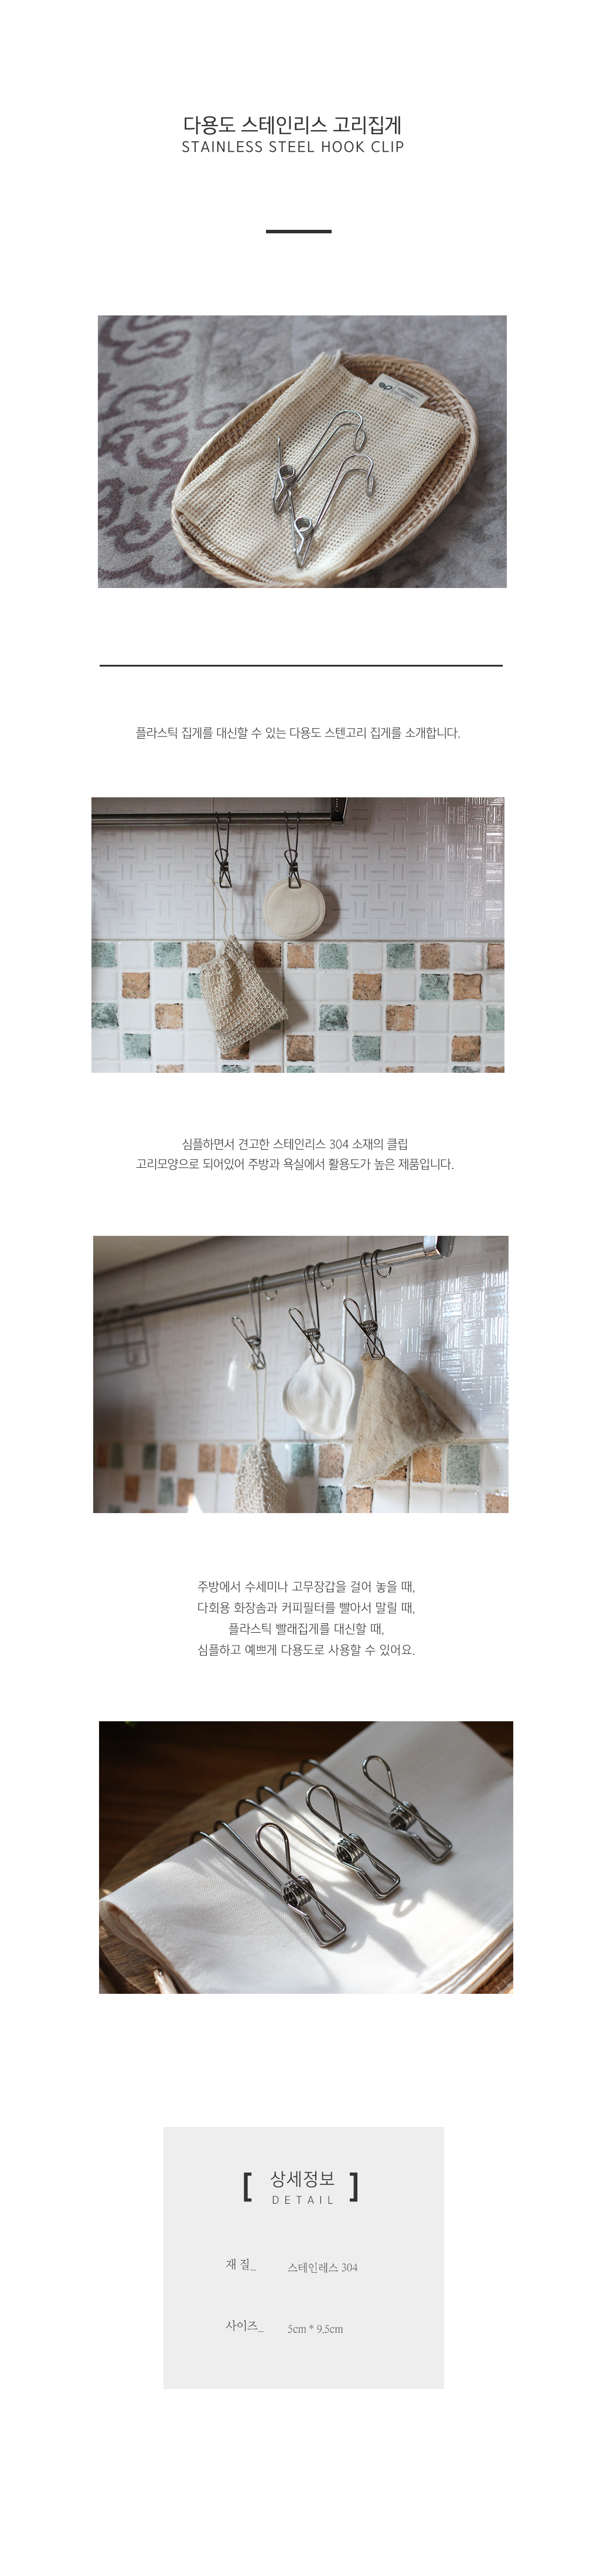 다용도 스테인리스 고리집게
STAINLESS STEEL HOOK CLIP
플라스틱 집게를 대신할 수 있는 다용도 스텐고리 집게를 소개합니다.
심플하면서 견고한 스테인리스 304 소재의 클립
고리모양으로 되어있어 주방과 욕실에서 활용도가 높은 제품입니다.
주방에서 수세미나 고무장갑을 걸어 놓을 때,
다회용 화장솜과 커피필터를 빨아서 말릴 때,
플라스틱 빨래집게를 대신할 때,
심플하고 예쁘게 다용도로 사용할 수 있어요.
[ 상세정보 ]
DETAIL
재 질_ 스테인레스 304
사이즈_ 5cm * 9.5cm